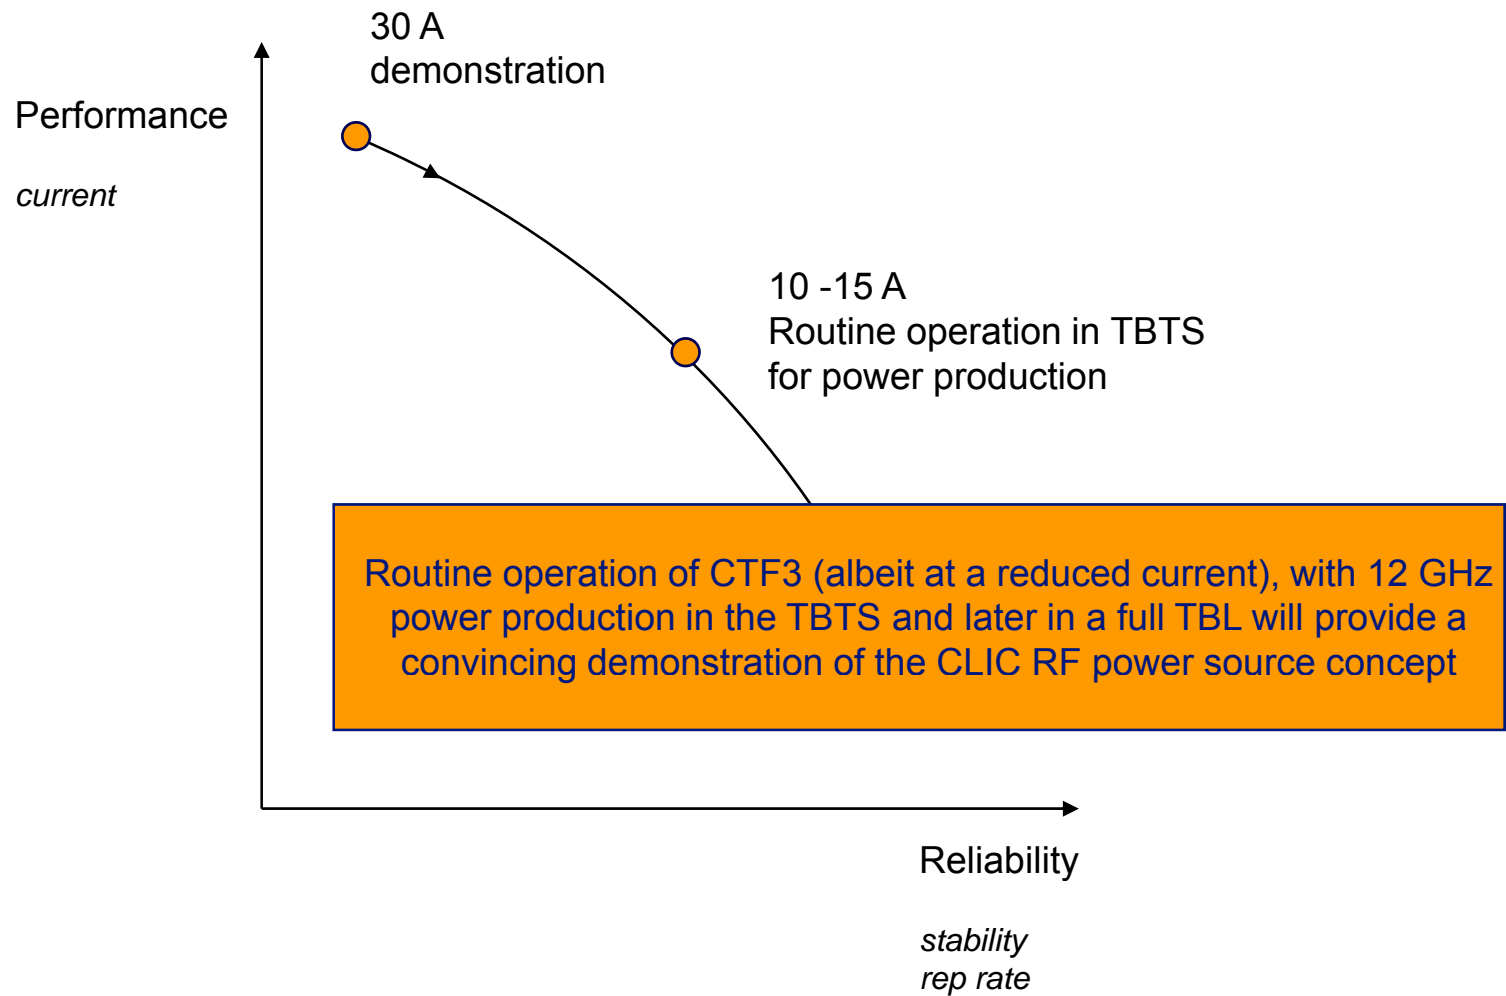 30 A
demonstration
Performance
current
10 -15 A
Routine operation in TBTS
for power production
Routine operation of CTF3 (albeit at a reduced current), with 12 GHz
power production in the TBTS and later in a full TBL will provide a
convincing demonstration of the CLIC RF power source concept
Reliability
stability
rep rate